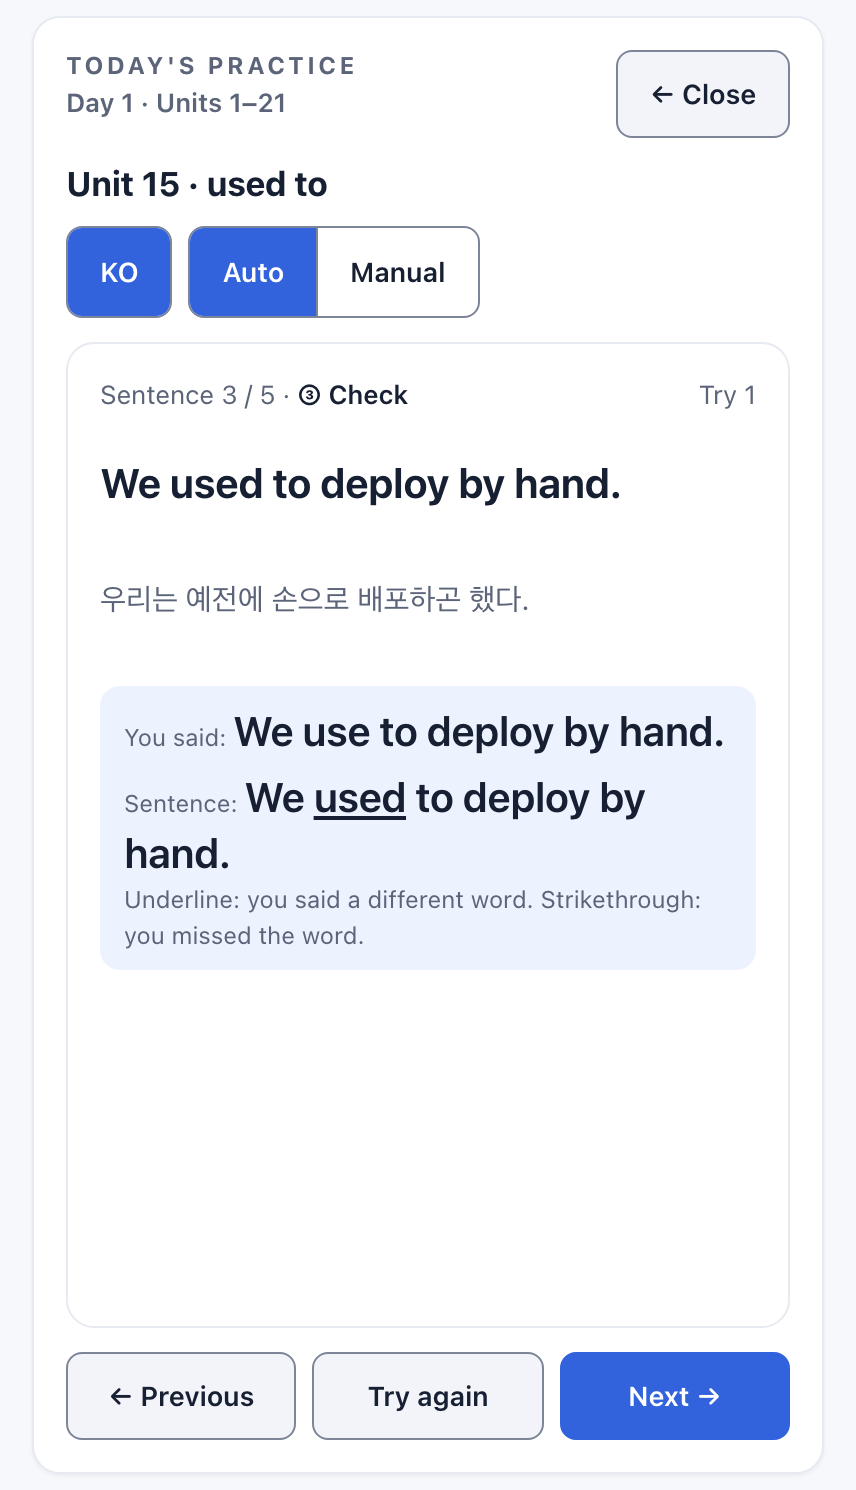 TODAY'S PRACTICE
Day 1 · Units 1–21
← Close
Unit 15 · used to
KO
Auto
Manual
Sentence 3 / 5 · ③ Check
Try 1
We used to deploy by hand.
우리는 예전에 손으로 배포하곤 했다.
You said: We use to deploy by hand.
Sentence: We used to deploy by
hand.
Underline: you said a different word. Strikethrough:
you missed the word.
← Previous
Try again
Next →